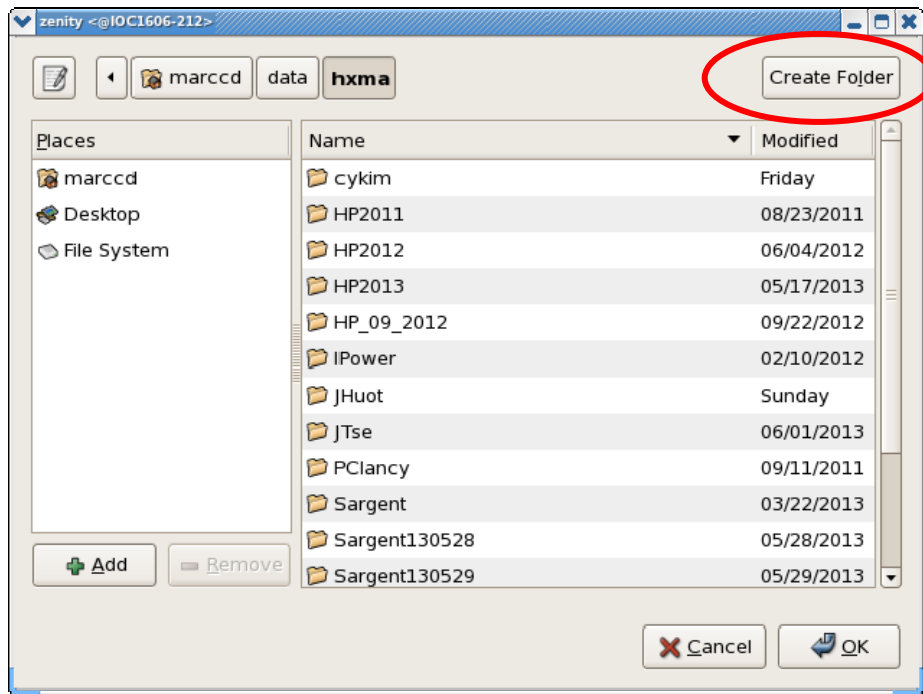 zenity <@IOC1606-212>
marccd data hxma Create Folder
Places
marccd
Desktop
File System
Add Remove
Name Modified
cykim Friday
HP2011 08/23/2011
HP2012 06/04/2012
HP2013 05/17/2013
HP_09_2012 09/22/2012
IPower 02/10/2012
JHuot Sunday
JTse 06/01/2013
PClancy 09/11/2011
Sargent 03/22/2013
Sargent130528 05/28/2013
Sargent130529 05/29/2013
Cancel OK